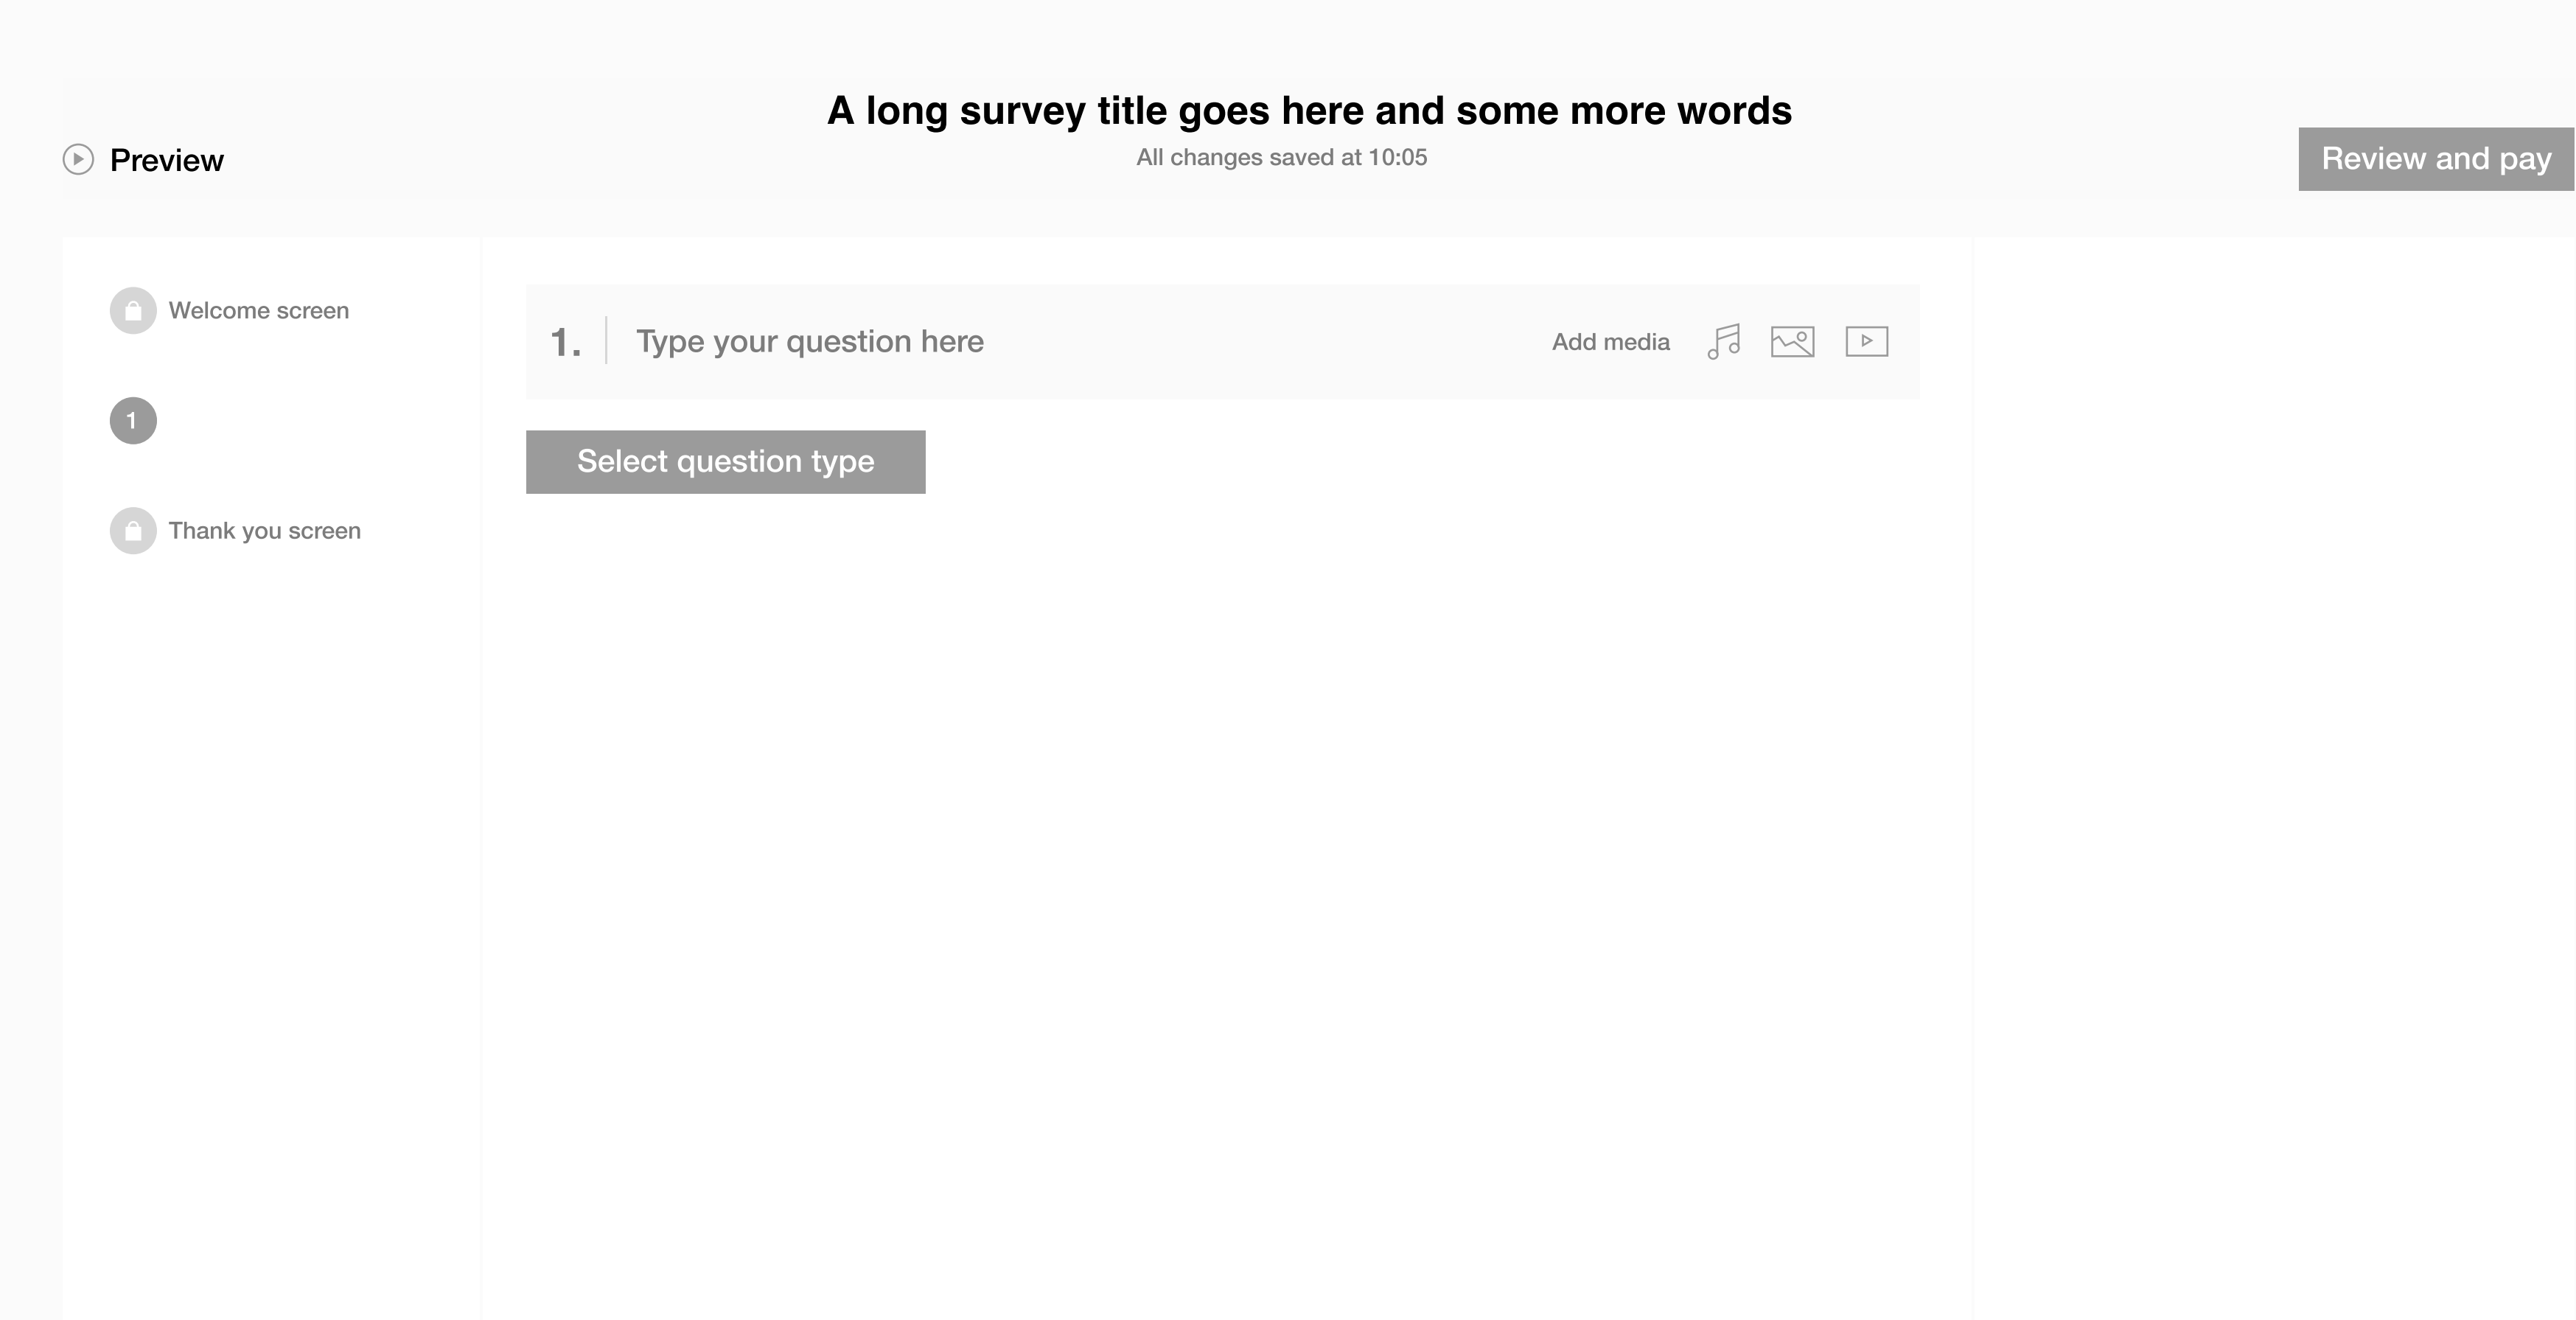 A long survey title goes here and some more words
Preview
All changes saved at 10:05
Review and pay
Welcome screen
1
Thank you screen
1. Type your question here
Add media
Select question type